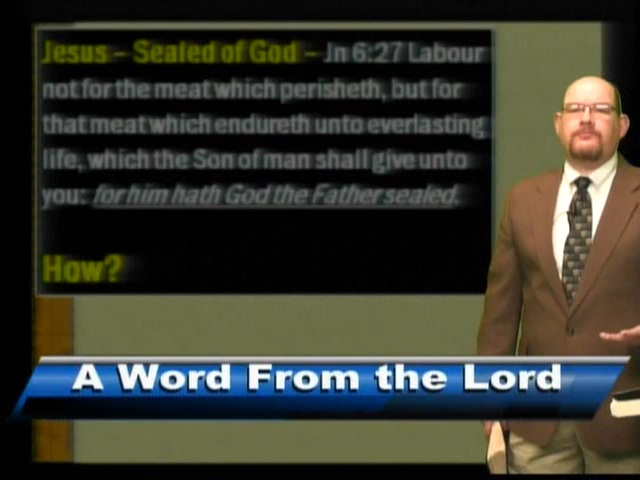 Jesus – Sealed of God – Jn 6:27 Labour
not for the meat which perisheth, but for
that meat which endureth unto everlasting
life, which the Son of man shall give unto
you: for him hath God the Father sealed.
How?
A Word From the Lord